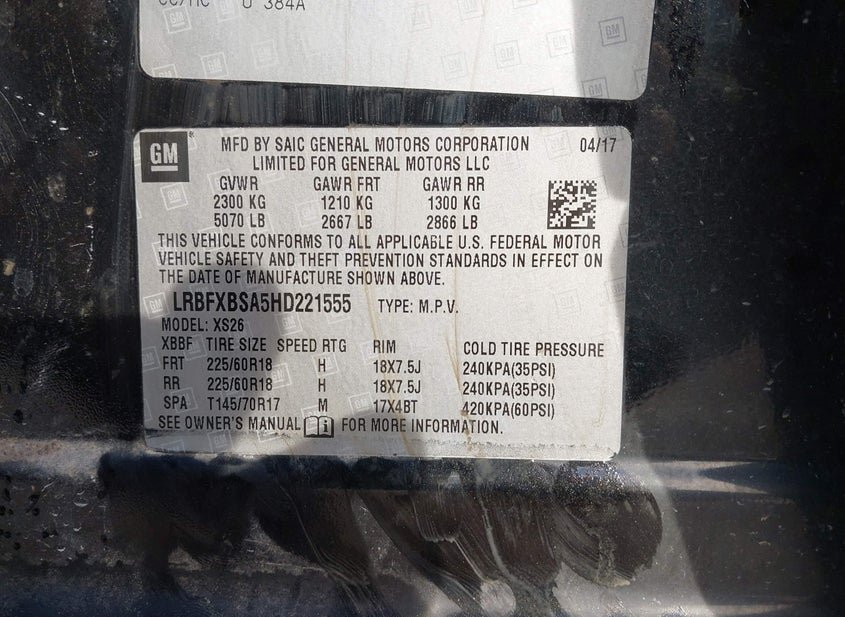 U 384A
GM
MFD BY SAIC GENERAL MOTORS CORPORATION 04/17
LIMITED FOR GENERAL MOTORS LLC
GVWR GAWR FRT GAWR RR
2300 KG 1210 KG 1300 KG
5070 LB 2667 LB 2866 LB
THIS VEHICLE CONFORMS TO ALL APPLICABLE U.S. FEDERAL MOTOR
VEHICLE SAFETY AND THEFT PREVENTION STANDARDS IN EFFECT ON
THE DATE OF MANUFACTURE SHOWN ABOVE.
LRBFXBSA5HD221555 TYPE: M.P.V.
MODEL: XS26
XBBF TIRE SIZE SPEED RTG RIM COLD TIRE PRESSURE
FRT 225/60R18 H 18X7.5J 240KPA(35PSI)
RR 225/60R18 H 18X7.5J 240KPA(35PSI)
SPA T145/70R17 M 17X4BT 420KPA(60PSI)
SEE OWNER'S MANUAL FOR MORE INFORMATION.